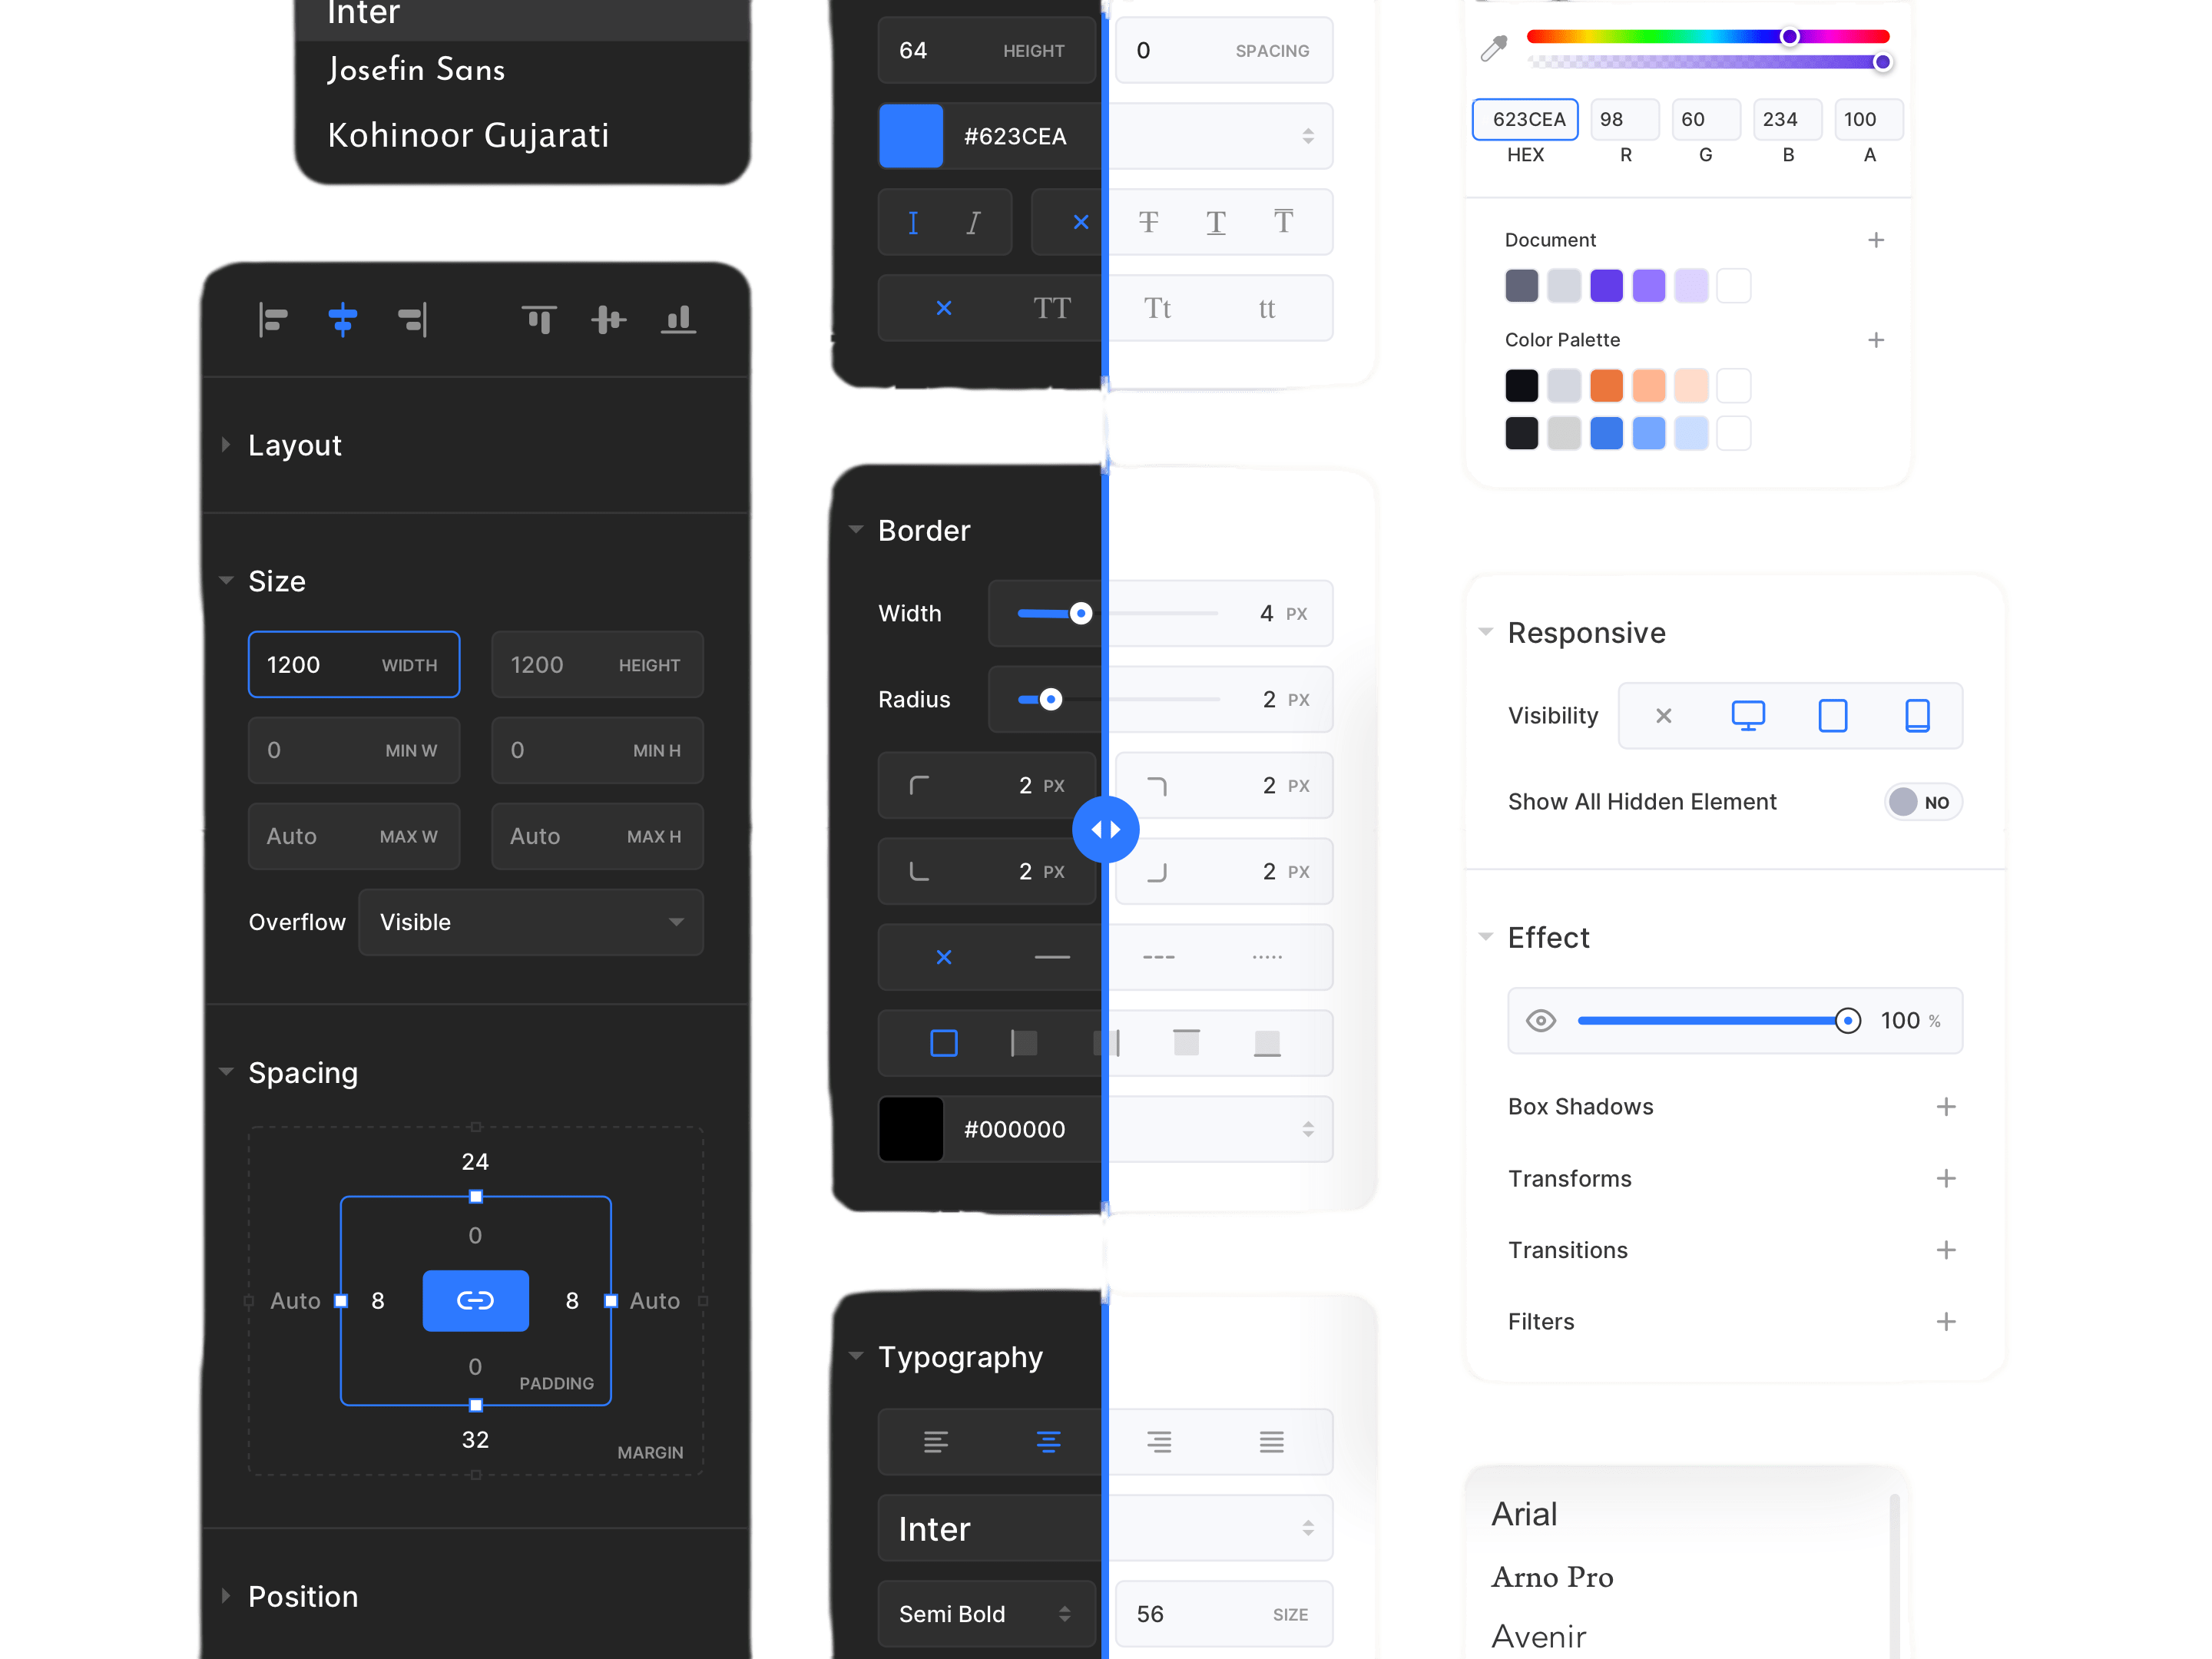 Inter
Josefin Sans
Kohinoor Gujarati
Layout
Size
1200 WIDTH 1200 HEIGHT
0 MIN W 0 MIN H
Auto MAX W Auto MAX H
Overflow Visible
Spacing
24
0
Auto 8 8 Auto
0
PADDING
32
MARGIN
Position
64 HEIGHT 0 SPACING
#623CEA
I I T T T
TT Tt tt
Border
Width 4 PX
Radius 2 PX
2 PX 2 PX
2 PX 2 PX
#000000
Typography
Inter
Semi Bold 56 SIZE
623CEA 98 60 234 100
HEX R G B A
Document
Color Palette
Responsive
Visibility
Show All Hidden Element NO
Effect
100 %
Box Shadows
Transforms
Transitions
Filters
Arial
Arno Pro
Avenir